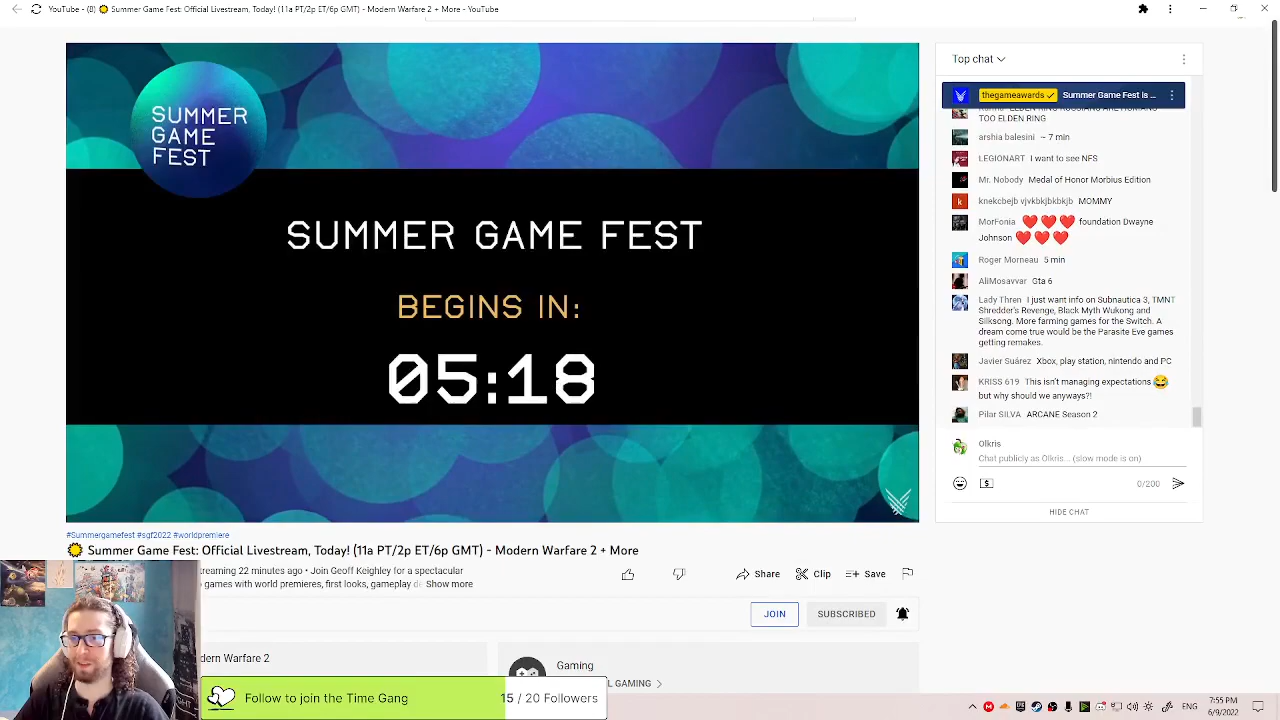 YouTube - (8) Summer Game Fest: Official Livestream, Today! (11a PT/2p ET/6p GMT) - Modern Warfare 2 + More - YouTube
SUMMER
GAME
FEST
SUMMER GAME FEST
BEGINS IN:
05:18
#Summergamefest #sgf2022 #worldpremiere
Summer Game Fest: Official Livestream, Today! (11a PT/2p ET/6p GMT) - Modern Warfare 2 + More
streaming 22 minutes ago • Join Geoff Keighley for a spectacular
games with world premieres, first looks, gameplay Show more
Share
Clip
Save
JOIN
SUBSCRIBED
dern Warfare 2
Gaming
L GAMING
Follow to join the Time Gang
15 / 20 Followers
Top chat
thegameawards Summer Game Fest Is ...
ELDEN RING RUSSIANS ARE HUMANS
TOO ELDEN RING
arshia balesini ~ 7 min
LEGIONART I want to see NFS
Mr. Nobody Medal of Honor Morbius Edition
knekcbejb vjvkbkjbkbjb MOMMY
MorFonia foundation Dwayne
Johnson
Roger Morneau 5 min
AliMosavvar Gta 6
Lady Thren I just want info on Subnautica 3, TMNT
Shredder's Revenge, Black Myth Wukong and
Silksong. More farming games for the Switch. A
dream come true would be the Parasite Eve games
getting remakes.
Javier Suárez Xbox, play station, nintendo and PC
KRISS 619 This isn't managing expectations
but why should we anyways?!
Pilar SILVA ARCANE Season 2
Olkris
Chat publicly as Olkris... (slow mode is on)
0/200
HIDE CHAT
ENG
7:55 PM
6/9/2022